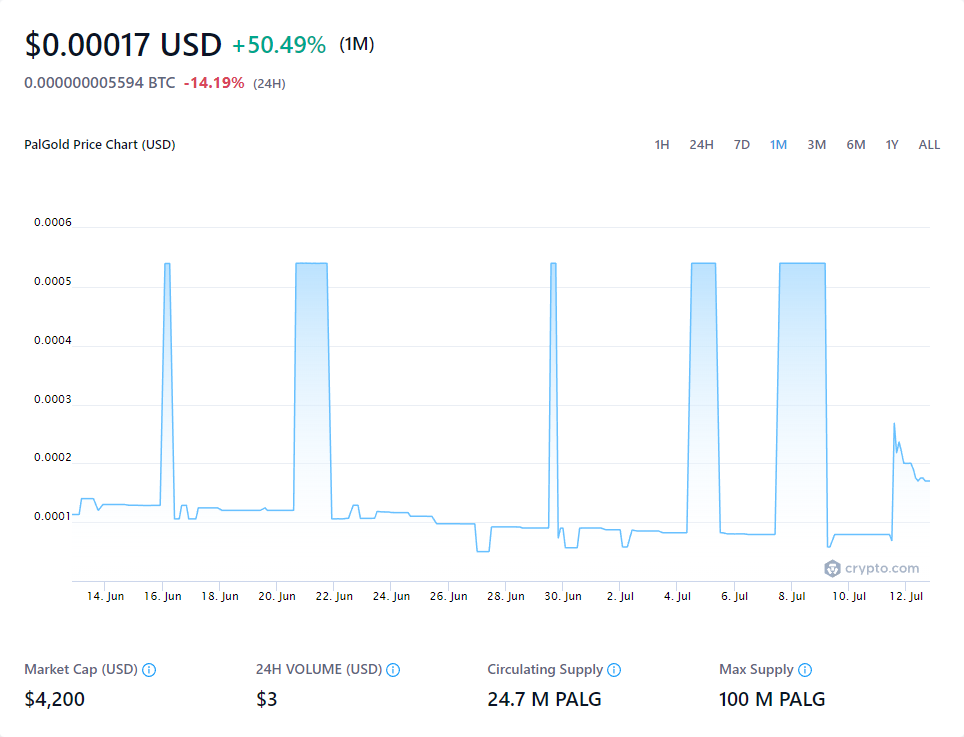 $0.00017 USD +50.49% (1M)
0.000000005594 BTC -14.19% (24H)
PalGold Price Chart (USD) 1H 24H 7D 1M 3M 6M 1Y ALL
0.0006
0.0005
0.0004
0.0003
0.0002
0.0001
crypto.com
14. Jun 16. Jun 18. Jun 20. Jun 22. Jun 24. Jun 26. Jun 28. Jun 30. Jun 2. Jul 4. Jul 6. Jul 8. Jul 10. Jul 12. Jul
Market Cap (USD) 24H VOLUME (USD) Circulating Supply Max Supply
$4,200 $3 24.7 M PALG 100 M PALG